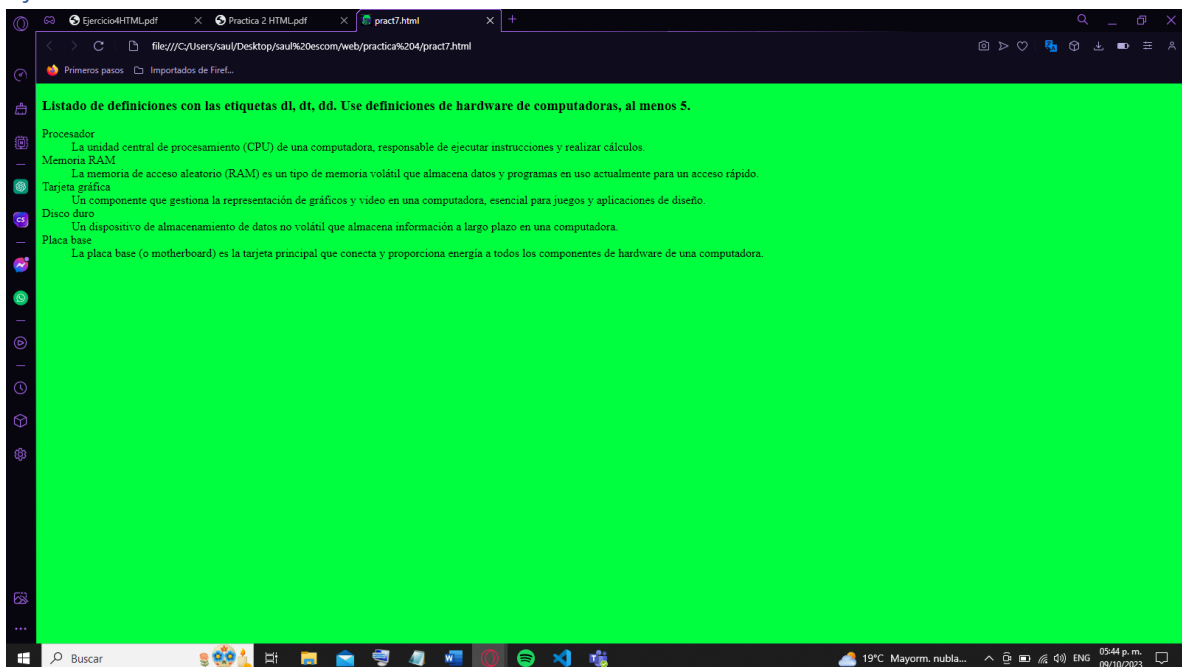 Ejercicio4HTML.pdf
Practica 2 HTML.pdf
pract7.html
file:///C:/Users/saul/Desktop/saul%20escom/web/practica%204/pract7.html
Primeros pasos
Importados de Firef...
Listado de definiciones con las etiquetas dl, dt, dd. Use definiciones de hardware de computadoras, al menos 5.
Procesador
La unidad central de procesamiento (CPU) de una computadora, responsable de ejecutar instrucciones y realizar cálculos.
Memoria RAM
La memoria de acceso aleatorio (RAM) es un tipo de memoria volátil que almacena datos y programas en uso actualmente para un acceso rápido.
Tarjeta gráfica
Un componente que gestiona la representación de gráficos y video en una computadora, esencial para juegos y aplicaciones de diseño.
Disco duro
Un dispositivo de almacenamiento de datos no volátil que almacena información a largo plazo en una computadora.
Placa base
La placa base (o motherboard) es la tarjeta principal que conecta y proporciona energía a todos los componentes de hardware de una computadora.
CS
Buscar
19°C Mayorm. nubla...
ENG
05:44 p. m.
09/10/2023